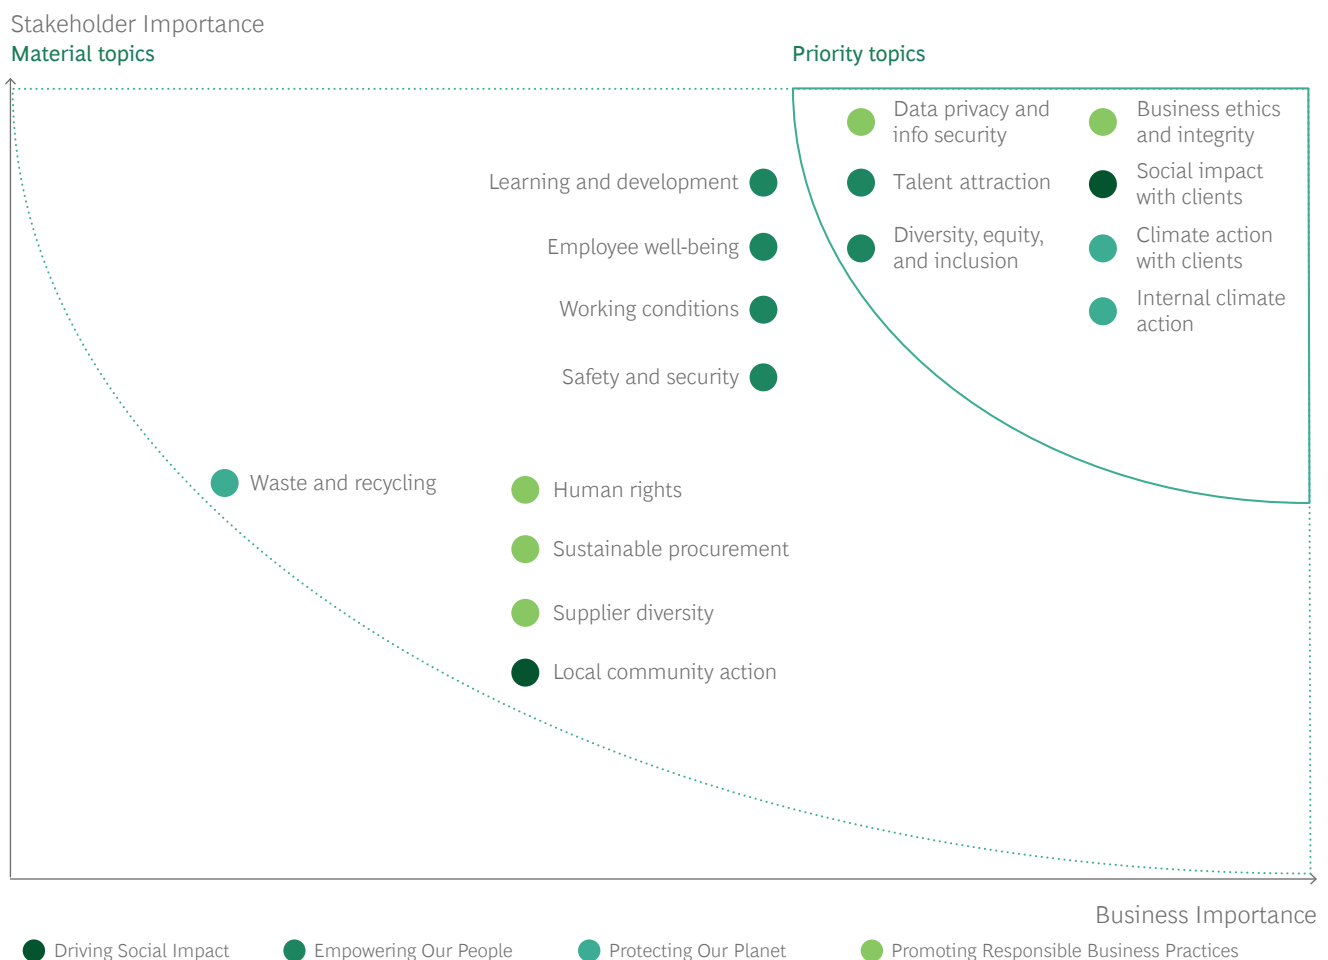 Stakeholder Importance
Material topics
Priority topics
Data privacy and
info security
Business ethics
and integrity
Learning and development
Talent attraction
Social impact
with clients
Employee well-being
Diversity, equity,
and inclusion
Climate action
with clients
Working conditions
Internal climate
action
Safety and security
Waste and recycling
Human rights
Sustainable procurement
Supplier diversity
Local community action
Business Importance
Driving Social Impact
Empowering Our People
Protecting Our Planet
Promoting Responsible Business Practices